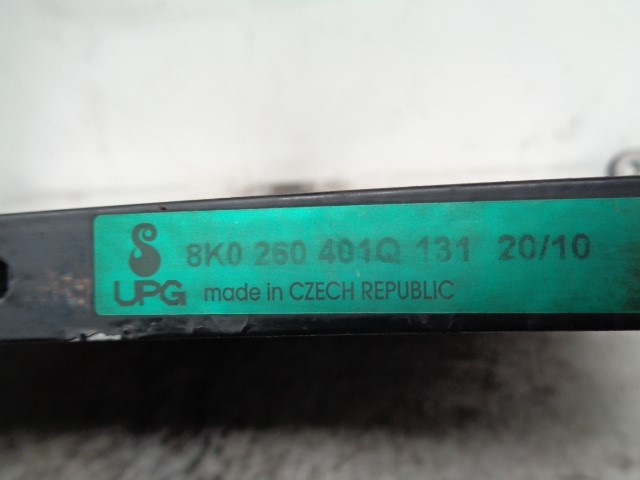 8K0 260 401Q 131 20/10
UPG made in CZECH REPUBLIC